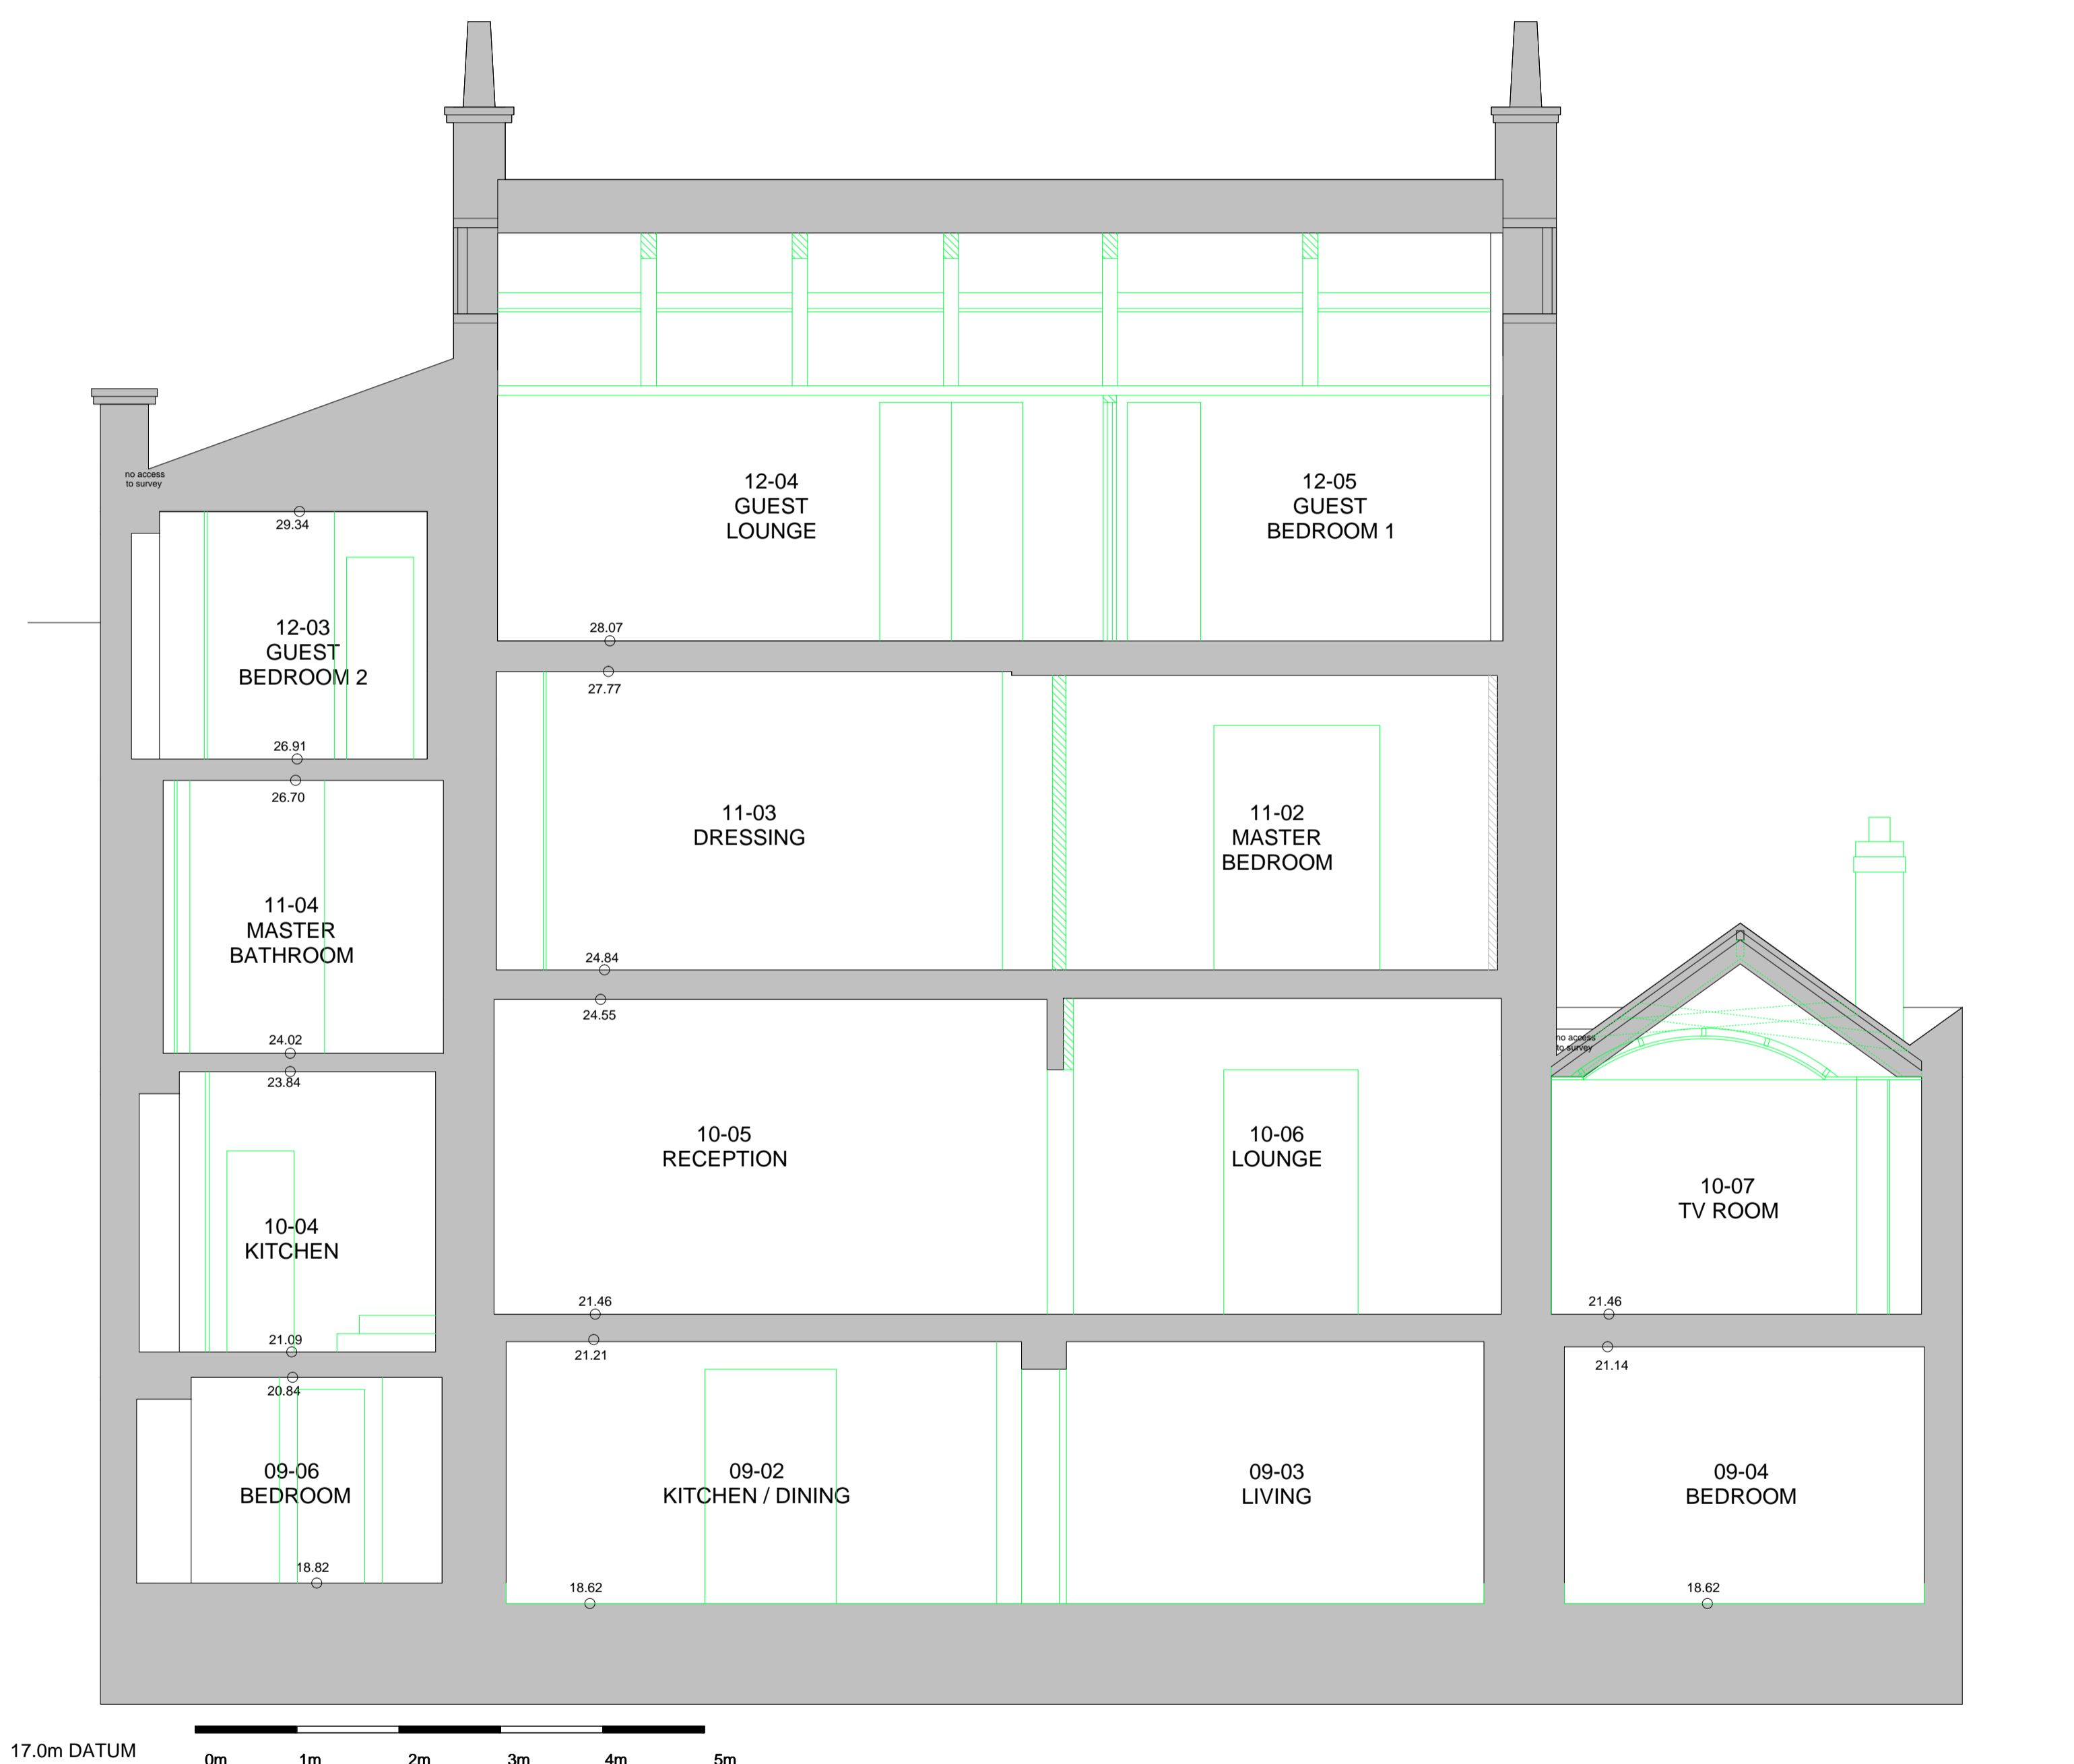 no access
to survey
12-04
GUEST
LOUNGE
12-05
GUEST
BEDROOM 1
29.34
12-03
GUEST
BEDROOM 2
28.07
27.77
26.91
26.70
11-03
DRESSING
11-02
MASTER
BEDROOM
11-04
MASTER
BATHROOM
24.84
24.55
24.02
23.84
no access
to survey
10-05
RECEPTION
10-06
LOUNGE
10-07
TV ROOM
10-04
KITCHEN
21.46
21.46
21.09
21.21
21.14
20.84
09-06
BEDROOM
09-02
KITCHEN / DINING
09-03
LIVING
09-04
BEDROOM
18.82
18.62
18.62
17.0m DATUM
0m 1m 2m 3m 4m 5m